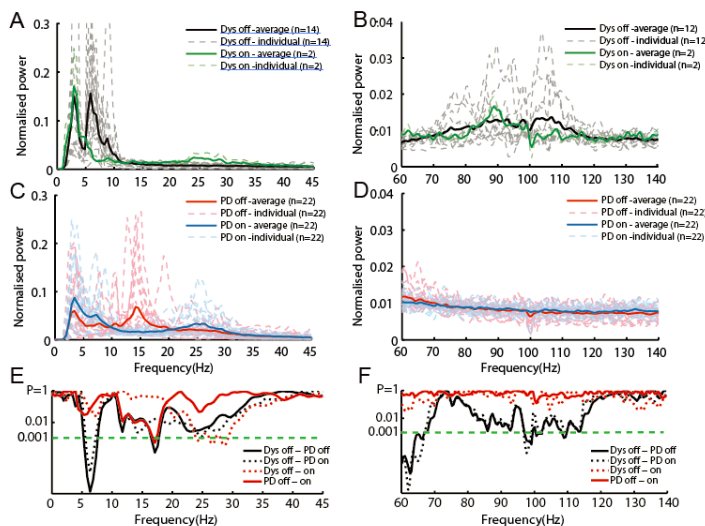 A
Normalised power
0.3
0.2
0.1
0
0 5 10 15 20 25 30 35 40 45
Dys off -average (n=14)
Dys off - individual (n=14)
Dys on - average (n=2)
Dys on -individual (n=2)
B
Normalised power
0:04
0.03
0.02
0:01
0
60 70 80 90 100 110 120 130 140
Dys off -average (n=12)
Dys off - individual (n=12
Dys on -average (n=2)
Dys on - individual (n=2)
C
Normalised power
0.3
0.2
0.1
0
0 5 10 15 20 25 30 35 40 45
Frequency(Hz)
PD off -average (n=22)
PD off - individual (n=22)
PD on - average (n=22)
PD on -individual (n=22)
D
Normalised power
0.04
0.03
0.02
0.01
0
60 70 80 90 100 110 120 130 140
Frequency(Hz)
PD off-average (n=22)
PD off - individual (n=22)
PD on - average (n=22)
PD on -individual (n=22)
E
P=1
0.01
0.001
0 5 10 15 20 25 30 35 40 45
Frequency(Hz)
Dys off – PD off
Dys off – PD on
Dys off – on
PD off – on
F
P=1
0.01
0.001
60 70 80 90 100 110 120 130 140
Frequency(Hz)
Dys off – PD off
Dys off – PD on
Dys off – on
PD off – on